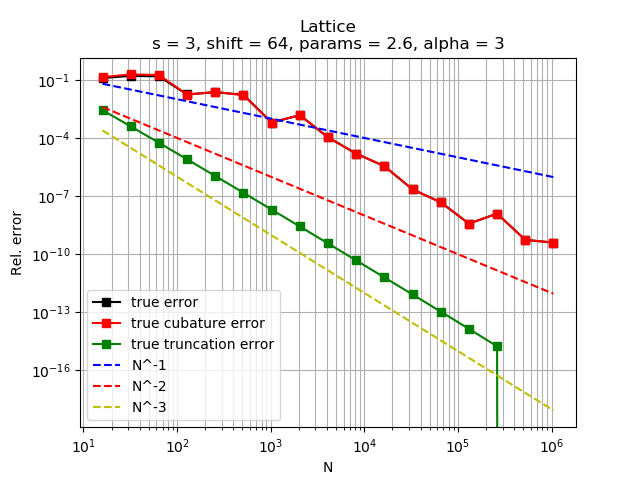 Lattice
s = 3, shift = 64, params = 2.6, alpha = 3
Rel. error
10^−1
10^−4
10^−7
10^−10
10^−13
10^−16
true error
true cubature error
true truncation error
N^-1
N^-2
N^-3
10^1
10^2
10^3
10^4
10^5
10^6
N